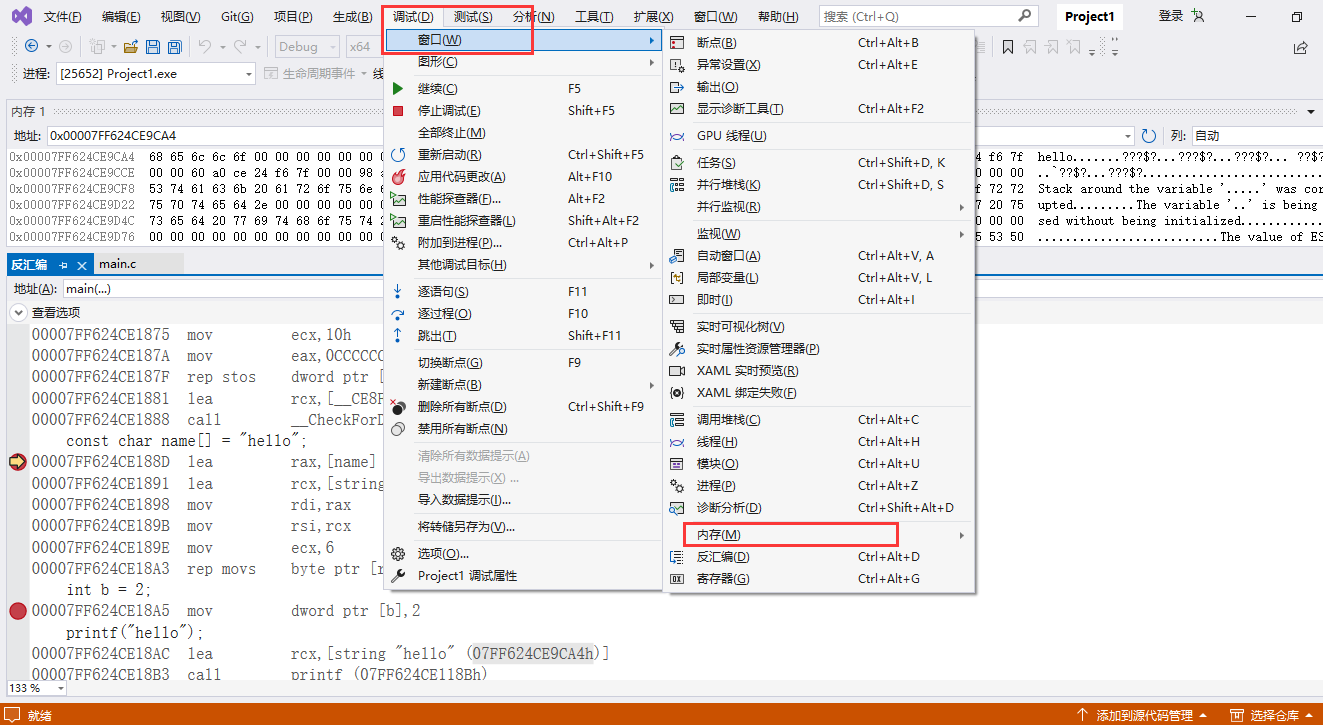 文件(F) 编辑(E) 视图(V) Git(G) 项目(P) 生成(B) 调试(D) 测试(S) 分析(N) 工具(T) 扩展(X) 窗口(W) 帮助(H) 搜索 (Ctrl+Q) Project1 登录
Debug x64
进程: [25652] Project1.exe 生命周期事件
内存 1
地址: 0x00007FF624CE9CA4 列: 自动
0x00007FF624CE9CA4 68 65 6c 6c 6f 00 00 00 00 00 00
f6 7f hello.......???$?...???$?...???$?...
0x00007FF624CE9CCE 00 00 60 a0 ce 24 f6 7f 00 00 98
00 00 ..`??$?...???$?......................
0x00007FF624CE9CF8 53 74 61 63 6b 20 61 72 6f 75 6e
72 72 Stack around the variable '.....' was cor
0x00007FF624CE9D22 75 70 74 65 64 2e 00 00 00 00 00
20 75 upted.........The variable '..' is being
0x00007FF624CE9D4C 73 65 64 20 77 69 74 68 6f 75 74
00 00 sed without being initialized............
0x00007FF624CE9D76 00 00 00 00 00 00 00 00 00 00 00
53 50 ..........................The value of ES
反汇编 main.c
地址(A): main(...)
查看选项
00007FF624CE1875 mov ecx,10h
00007FF624CE187A mov eax,0CCCCCC
00007FF624CE187F rep stos dword ptr [
00007FF624CE1881 lea rcx,[__CE8F
00007FF624CE1888 call __CheckForD
const char name[] = "hello";
00007FF624CE188D lea rax,[name]
00007FF624CE1891 lea rcx,[string
00007FF624CE1898 mov rdi,rax
00007FF624CE189B mov rsi,rcx
00007FF624CE189E mov ecx,6
00007FF624CE18A3 rep movs byte ptr [r
int b = 2;
00007FF624CE18A5 mov dword ptr [b],2
printf("hello");
00007FF624CE18AC lea rcx,[string "hello" (07FF624CE9CA4h)]
00007FF624CE18B3 call printf (07FF624CE118Bh)
133 %
窗口(W)
图形(C)
继续(C) F5
停止调试(E) Shift+F5
全部终止(M)
重新启动(R) Ctrl+Shift+F5
应用代码更改(A) Alt+F10
性能探查器(F)... Alt+F2
重启性能探查器(L) Shift+Alt+F2
附加到进程(P)... Ctrl+Alt+P
其他调试目标(H)
逐语句(S) F11
逐过程(O) F10
跳出(T) Shift+F11
切换断点(G) F9
新建断点(B)
删除所有断点(D) Ctrl+Shift+F9
禁用所有断点(N)
清除所有数据提示(A)
导出数据提示(X) ...
导入数据提示(I)...
将转储另存为(V)...
选项(O)...
Project1 调试属性
断点(B) Ctrl+Alt+B
异常设置(X) Ctrl+Alt+E
输出(O)
显示诊断工具(T) Ctrl+Alt+F2
GPU 线程(U)
任务(S) Ctrl+Shift+D, K
并行堆栈(K) Ctrl+Shift+D, S
并行监视(R)
监视(W)
自动窗口(A) Ctrl+Alt+V, A
局部变量(L) Ctrl+Alt+V, L
即时(I) Ctrl+Alt+I
实时可视化树(V)
实时属性资源管理器(P)
XAML 实时预览(R)
XAML 绑定失败(F)
调用堆栈(C) Ctrl+Alt+C
线程(H) Ctrl+Alt+H
模块(O) Ctrl+Alt+U
进程(P) Ctrl+Alt+Z
诊断分析(D) Ctrl+Shift+Alt+D
内存(M)
反汇编(D) Ctrl+Alt+D
寄存器(G) Ctrl+Alt+G
就绪 添加到源代码管理 选择仓库